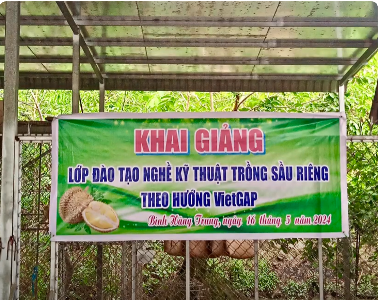 KHAI GIẢNG
LỚP ĐÀO TẠO NGHỀ KỸ THUẬT TRỒNG SẦU RIÊNG
THEO HƯỚNG VietGAP
Bình Hàng Trung, ngày 16 tháng 5 năm 2024